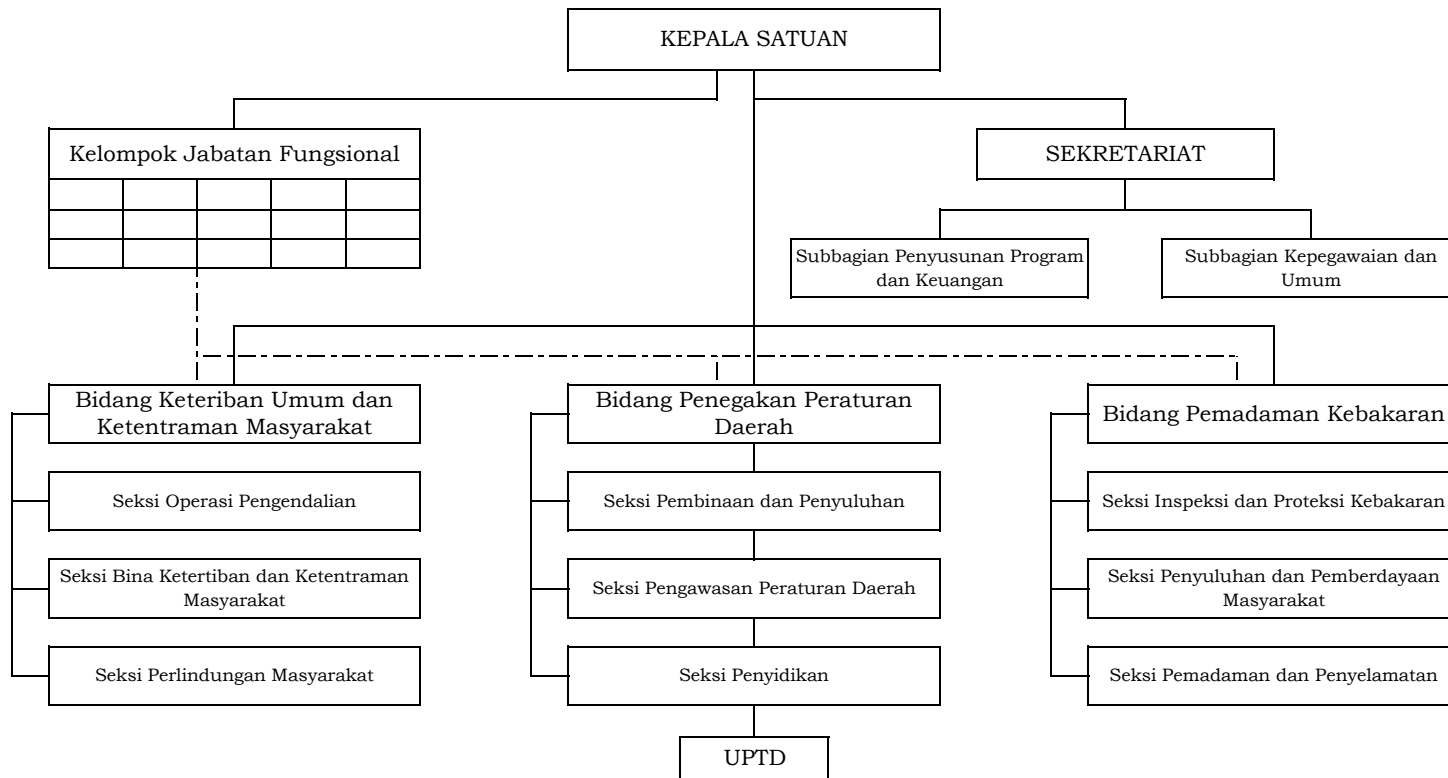 KEPALA SATUAN
Kelompok Jabatan Fungsional
SEKRETARIAT
Subbagian Penyusunan Program
dan Keuangan
Subbagian Kepegawaian dan
Umum
Bidang Keteriban Umum dan
Ketentraman Masyarakat
Bidang Penegakan Peraturan
Daerah
Bidang Pemadaman Kebakaran
Seksi Operasi Pengendalian
Seksi Pembinaan dan Penyuluhan
Seksi Inspeksi dan Proteksi Kebakaran
Seksi Bina Ketertiban dan Ketentraman
Masyarakat
Seksi Pengawasan Peraturan Daerah
Seksi Penyuluhan dan Pemberdayaan
Masyarakat
Seksi Perlindungan Masyarakat
Seksi Penyidikan
Seksi Pemadaman dan Penyelamatan
UPTD